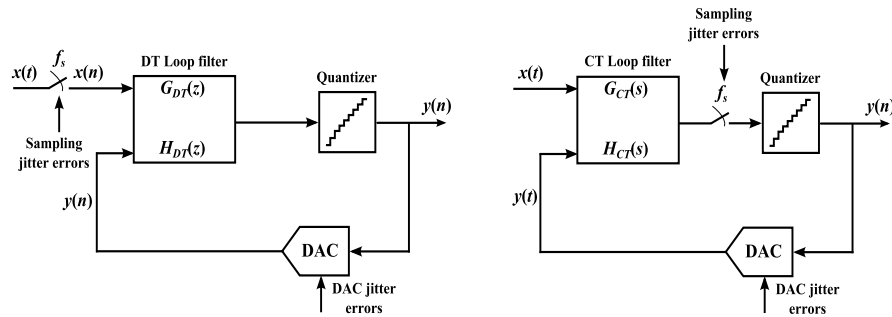 DT Loop filter
f_s
x(t)
x(n)
G_DT(z)
Quantizer
y(n)
Sampling
jitter errors
H_DT(z)
y(n)
DAC
DAC jitter
errors
Sampling
jitter errors
CT Loop filter
x(t)
G_CT(s)
f_s
Quantizer
y(n)
H_CT(s)
y(t)
DAC
DAC jitter
errors